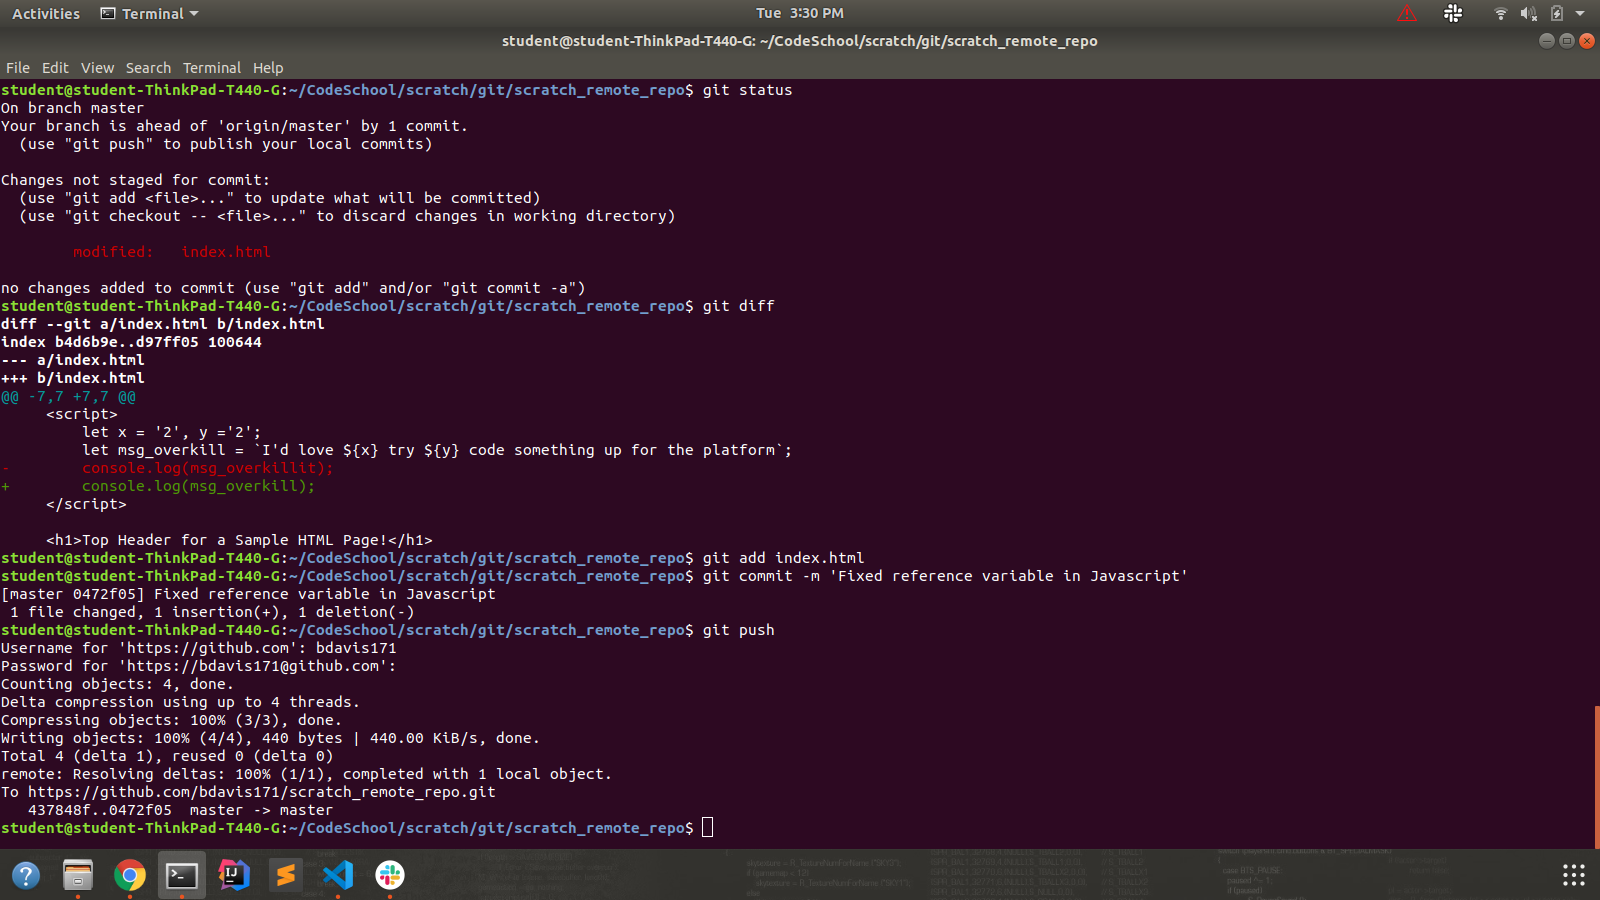 Activities Terminal Tue 3:30 PM
student@student-ThinkPad-T440-G: ~/CodeSchool/scratch/git/scratch_remote_repo
File Edit View Search Terminal Help
student@student-ThinkPad-T440-G:~/CodeSchool/scratch/git/scratch_remote_repo$ git status
On branch master
Your branch is ahead of 'origin/master' by 1 commit.
  (use "git push" to publish your local commits)
Changes not staged for commit:
  (use "git add <file>..." to update what will be committed)
  (use "git checkout -- <file>..." to discard changes in working directory)
        modified:   index.html
no changes added to commit (use "git add" and/or "git commit -a")
student@student-ThinkPad-T440-G:~/CodeSchool/scratch/git/scratch_remote_repo$ git diff
diff --git a/index.html b/index.html
index b4d6b9e..d97ff05 100644
--- a/index.html
+++ b/index.html
@@ -7,7 +7,7 @@
     <script>
         let x = '2', y ='2';
         let msg_overkill = `I'd love ${x} try ${y} code something up for the platform`;
-        console.log(msg_overkillit);
+        console.log(msg_overkill);
     </script>
     <h1>Top Header for a Sample HTML Page!</h1>
student@student-ThinkPad-T440-G:~/CodeSchool/scratch/git/scratch_remote_repo$ git add index.html
student@student-ThinkPad-T440-G:~/CodeSchool/scratch/git/scratch_remote_repo$ git commit -m 'Fixed reference variable in Javascript'
[master 0472f05] Fixed reference variable in Javascript
 1 file changed, 1 insertion(+), 1 deletion(-)
student@student-ThinkPad-T440-G:~/CodeSchool/scratch/git/scratch_remote_repo$ git push
Username for 'https://github.com': bdavis171
Password for 'https://bdavis171@github.com':
Counting objects: 4, done.
Delta compression using up to 4 threads.
Compressing objects: 100% (3/3), done.
Writing objects: 100% (4/4), 440 bytes | 440.00 KiB/s, done.
Total 4 (delta 1), reused 0 (delta 0)
remote: Resolving deltas: 100% (1/1), completed with 1 local object.
To https://github.com/bdavis171/scratch_remote_repo.git
   437848f..0472f05  master -> master
student@student-ThinkPad-T440-G:~/CodeSchool/scratch/git/scratch_remote_repo$